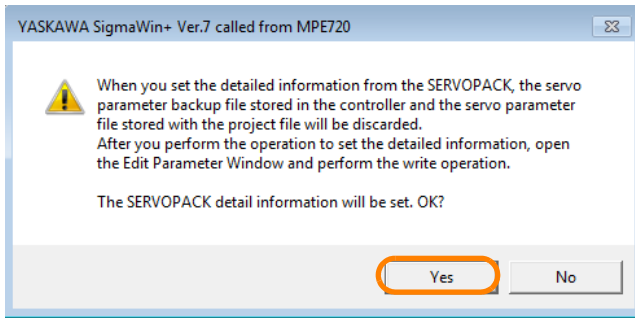 YASKAWA SigmaWin+ Ver.7 called from MPE720
When you set the detailed information from the SERVOPACK, the servo
parameter backup file stored in the controller and the servo parameter
file stored with the project file will be discarded.
After you perform the operation to set the detailed information, open
the Edit Parameter Window and perform the write operation.
The SERVOPACK detail information will be set. OK?
Yes
No